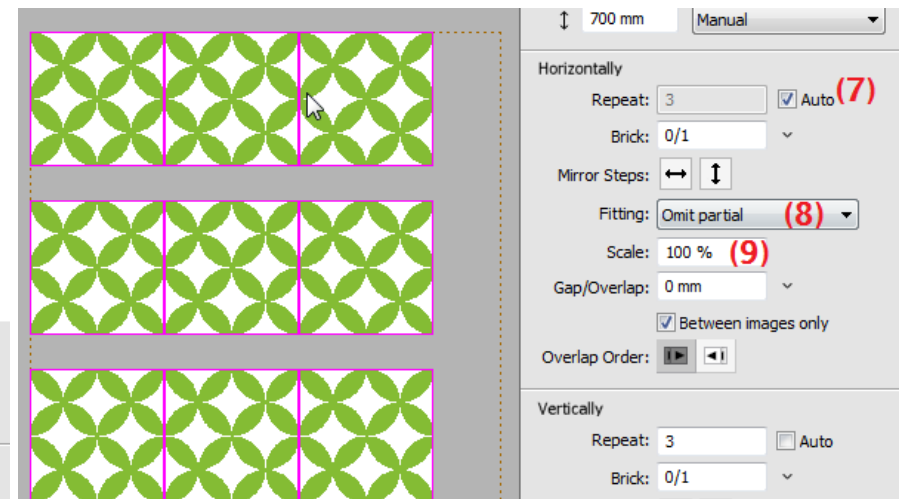 700 mm Manual
Horizontally
Repeat: 3 Auto (7)
Brick: 0/1
Mirror Steps:
Fitting: Omit partial (8)
Scale: 100 % (9)
Gap/Overlap: 0 mm
Between images only
Overlap Order:
Vertically
Repeat: 3 Auto
Brick: 0/1